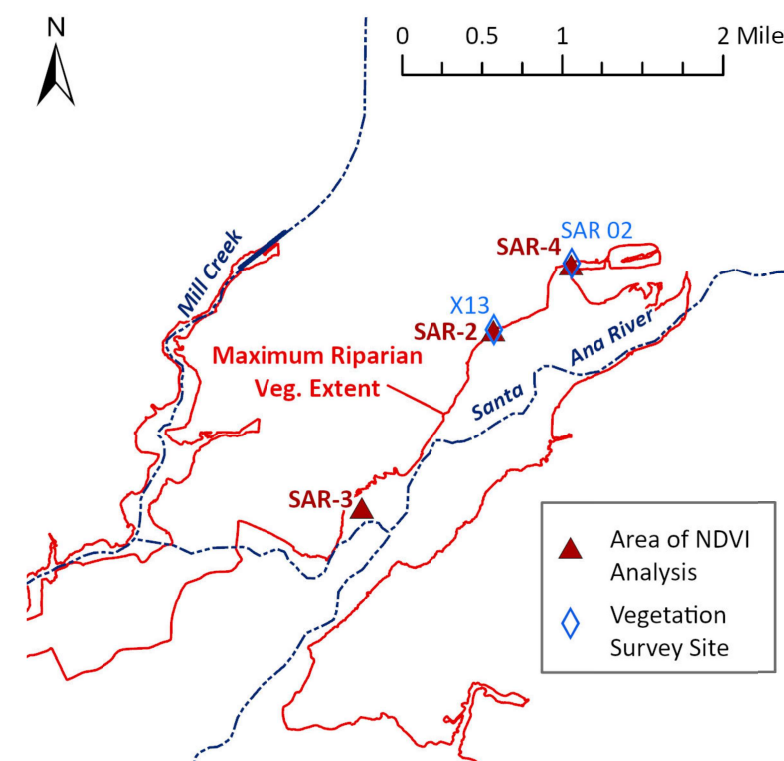 N
0 0.5 1 2 Mile
Mill Creek
SAR 02
SAR-4
X13
SAR-2
Maximum Riparian
Veg. Extent
Santa Ana River
SAR-3
Area of NDVI
Analysis
Vegetation
Survey Site